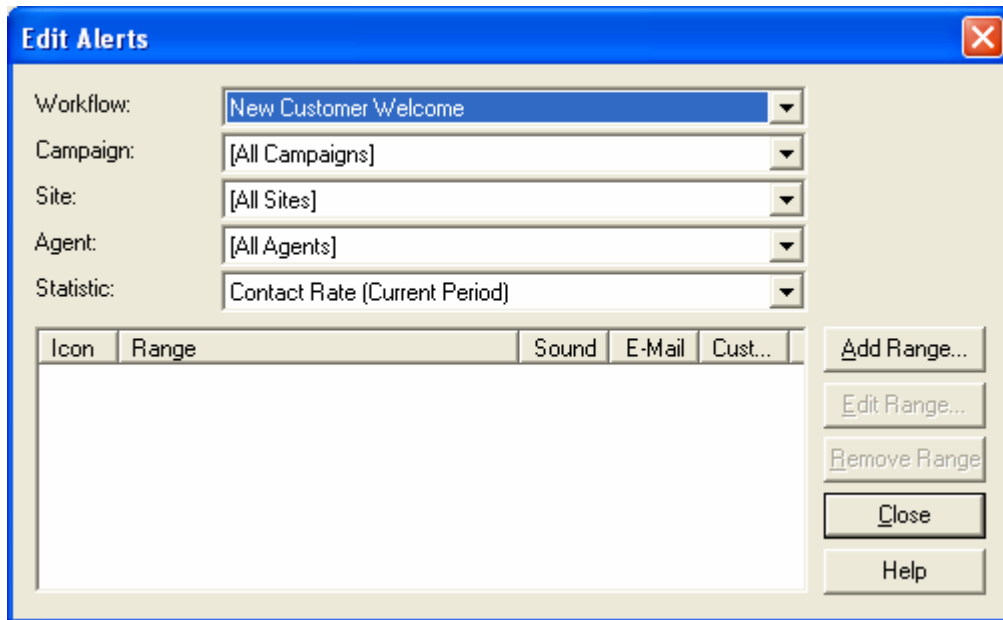 Edit Alerts
Workflow: New Customer Welcome
Campaign: [All Campaigns]
Site: [All Sites]
Agent: [All Agents]
Statistic: Contact Rate (Current Period)
Icon Range Sound E-Mail Cust...
Add Range...
Edit Range...
Remove Range
Close
Help